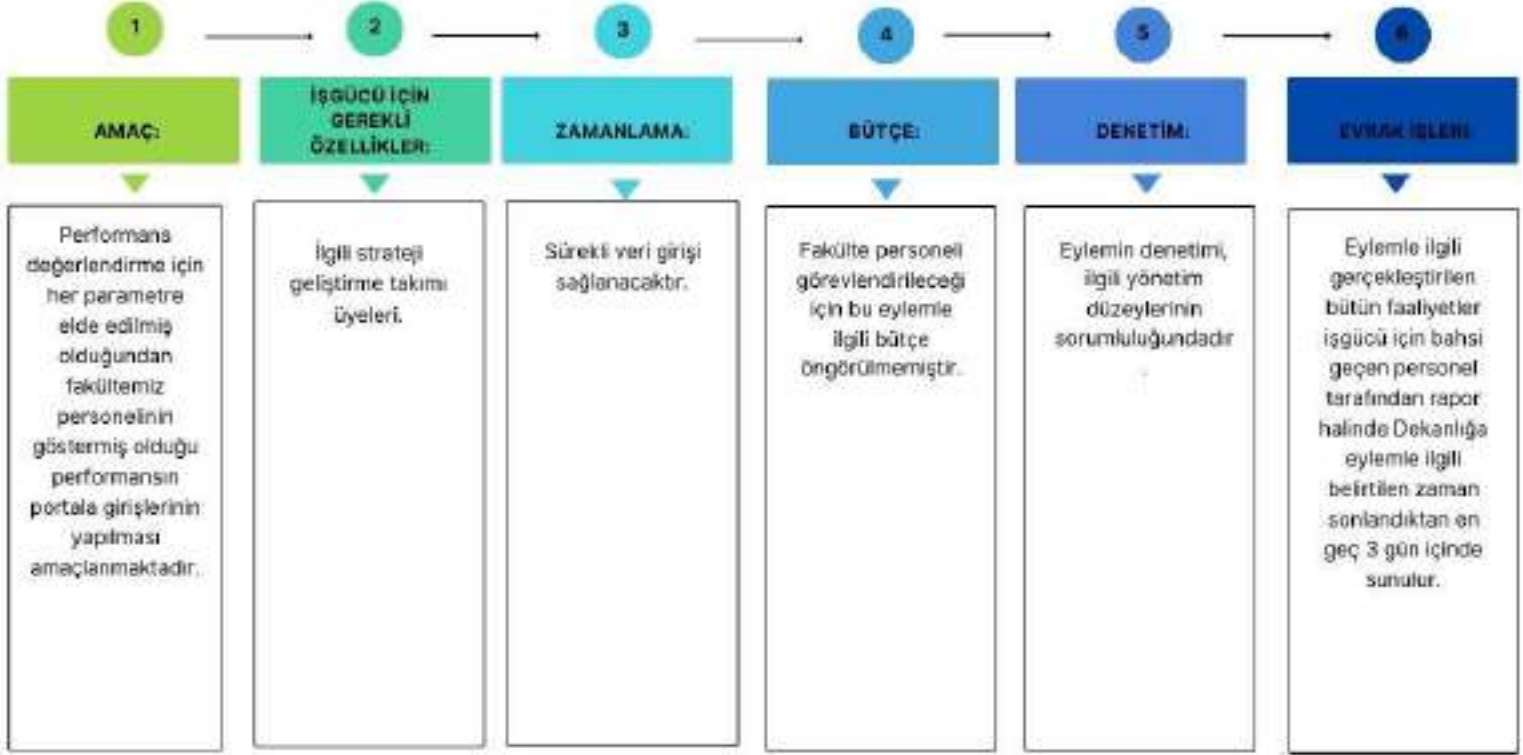 1
2
3
4
5
6
AMAÇ:
İŞGÜCÜ İÇİN
GEREKLİ
ÖZELLİKLER:
ZAMANLAMA:
BÜTÇE:
DENETİM:
EVRAK İŞLERİ:
Performans
değerlendirme için
her parametre
elde edilmiş
olduğundan
fakültemiz
personelinin
göstermiş olduğu
performansın
portala girişlerinin
yapılması
amaçlanmaktadır.
İlgili strateji
geliştirme takımı
üyeleri.
Sürekli veri girişi
sağlanacaktır.
Fakülte personeli
görevlendirileceği
için bu eylemle
ilgili bütçe
öngörülmemiştir.
Eylemin denetimi,
ilgili yönetim
düzeylerinin
sorumluluğundadır
.
Eylemle ilgili
gerçekleştirilen
bütün faaliyetler
işgücü için bahsi
geçen personel
tarafından rapor
halinde Dekanlığa
eylemle ilgili
belirtilen zaman
sonlandıktan en
geç 3 gün içinde
sunulur.